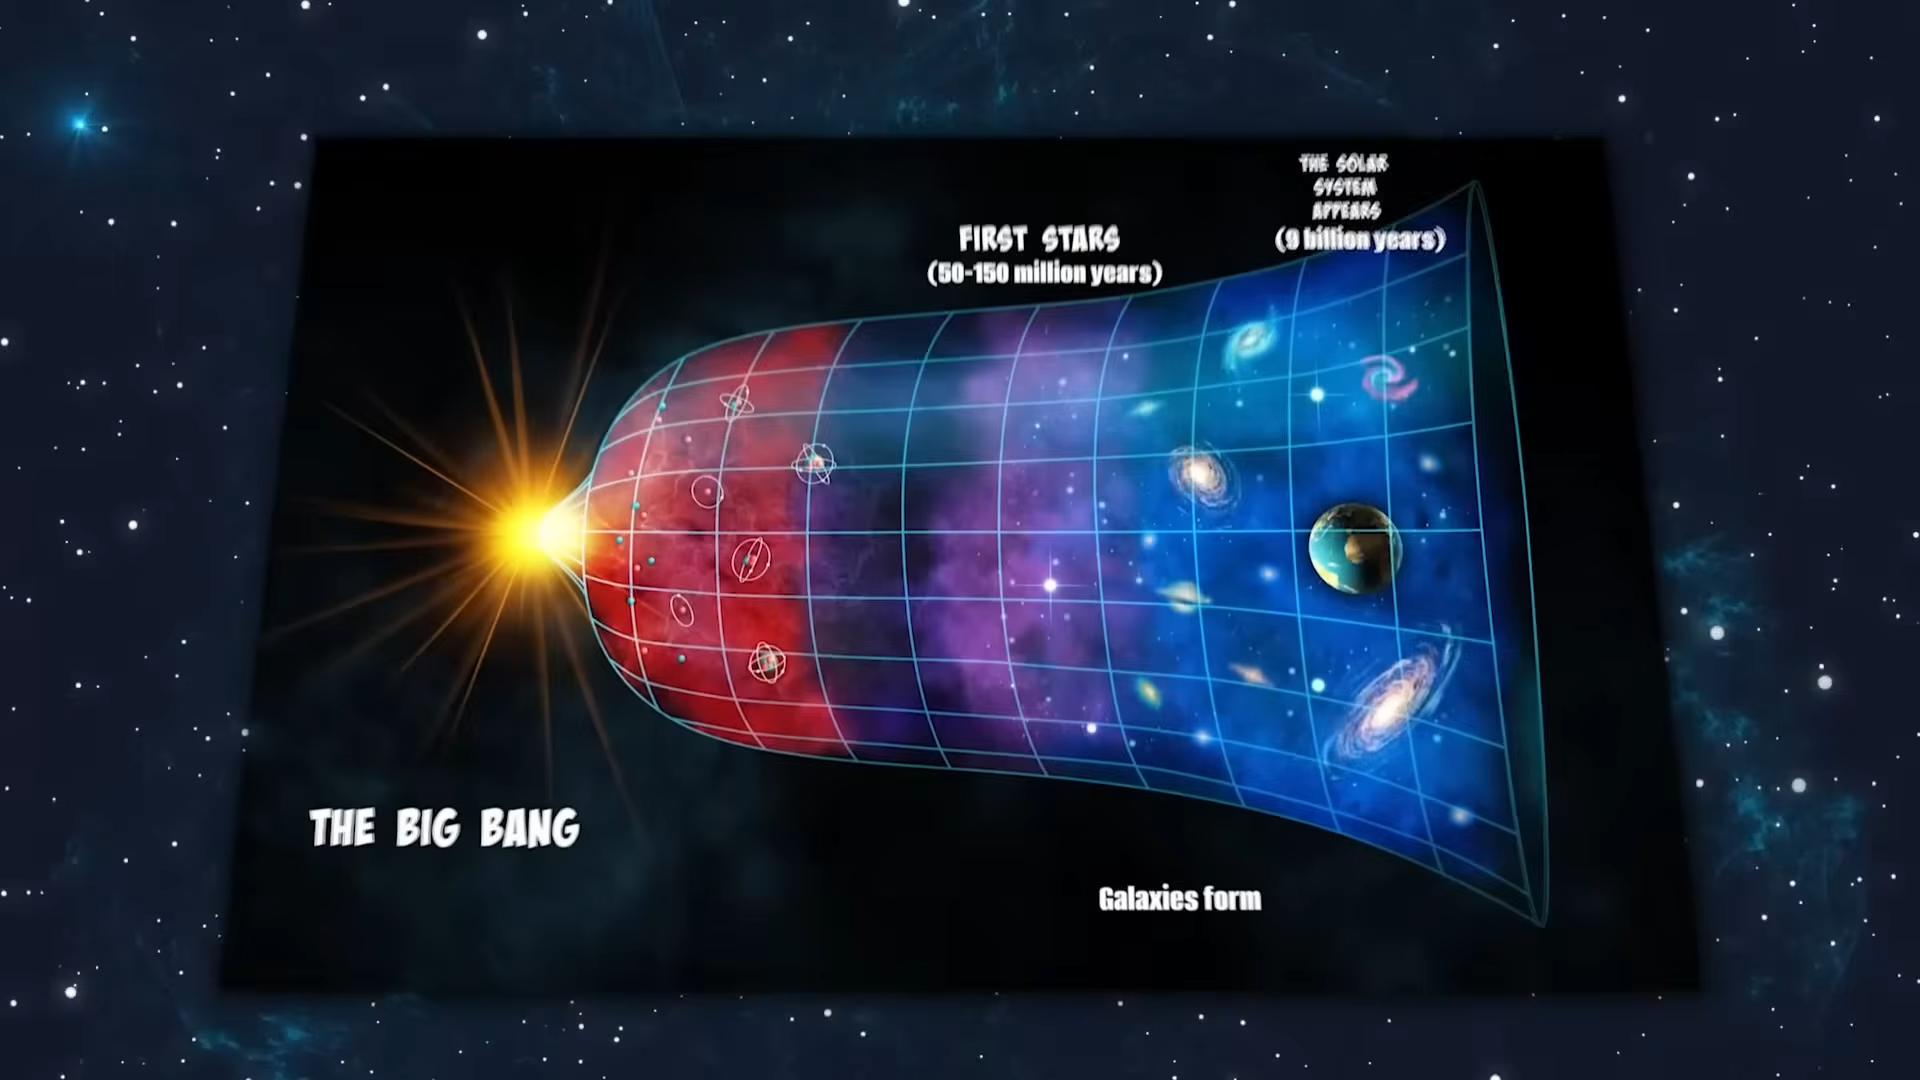 THE SOLAR
SYSTEM
APPEARS
(9 billion years)
FIRST STARS
(50-150 million years)
THE BIG BANG
Galaxies form